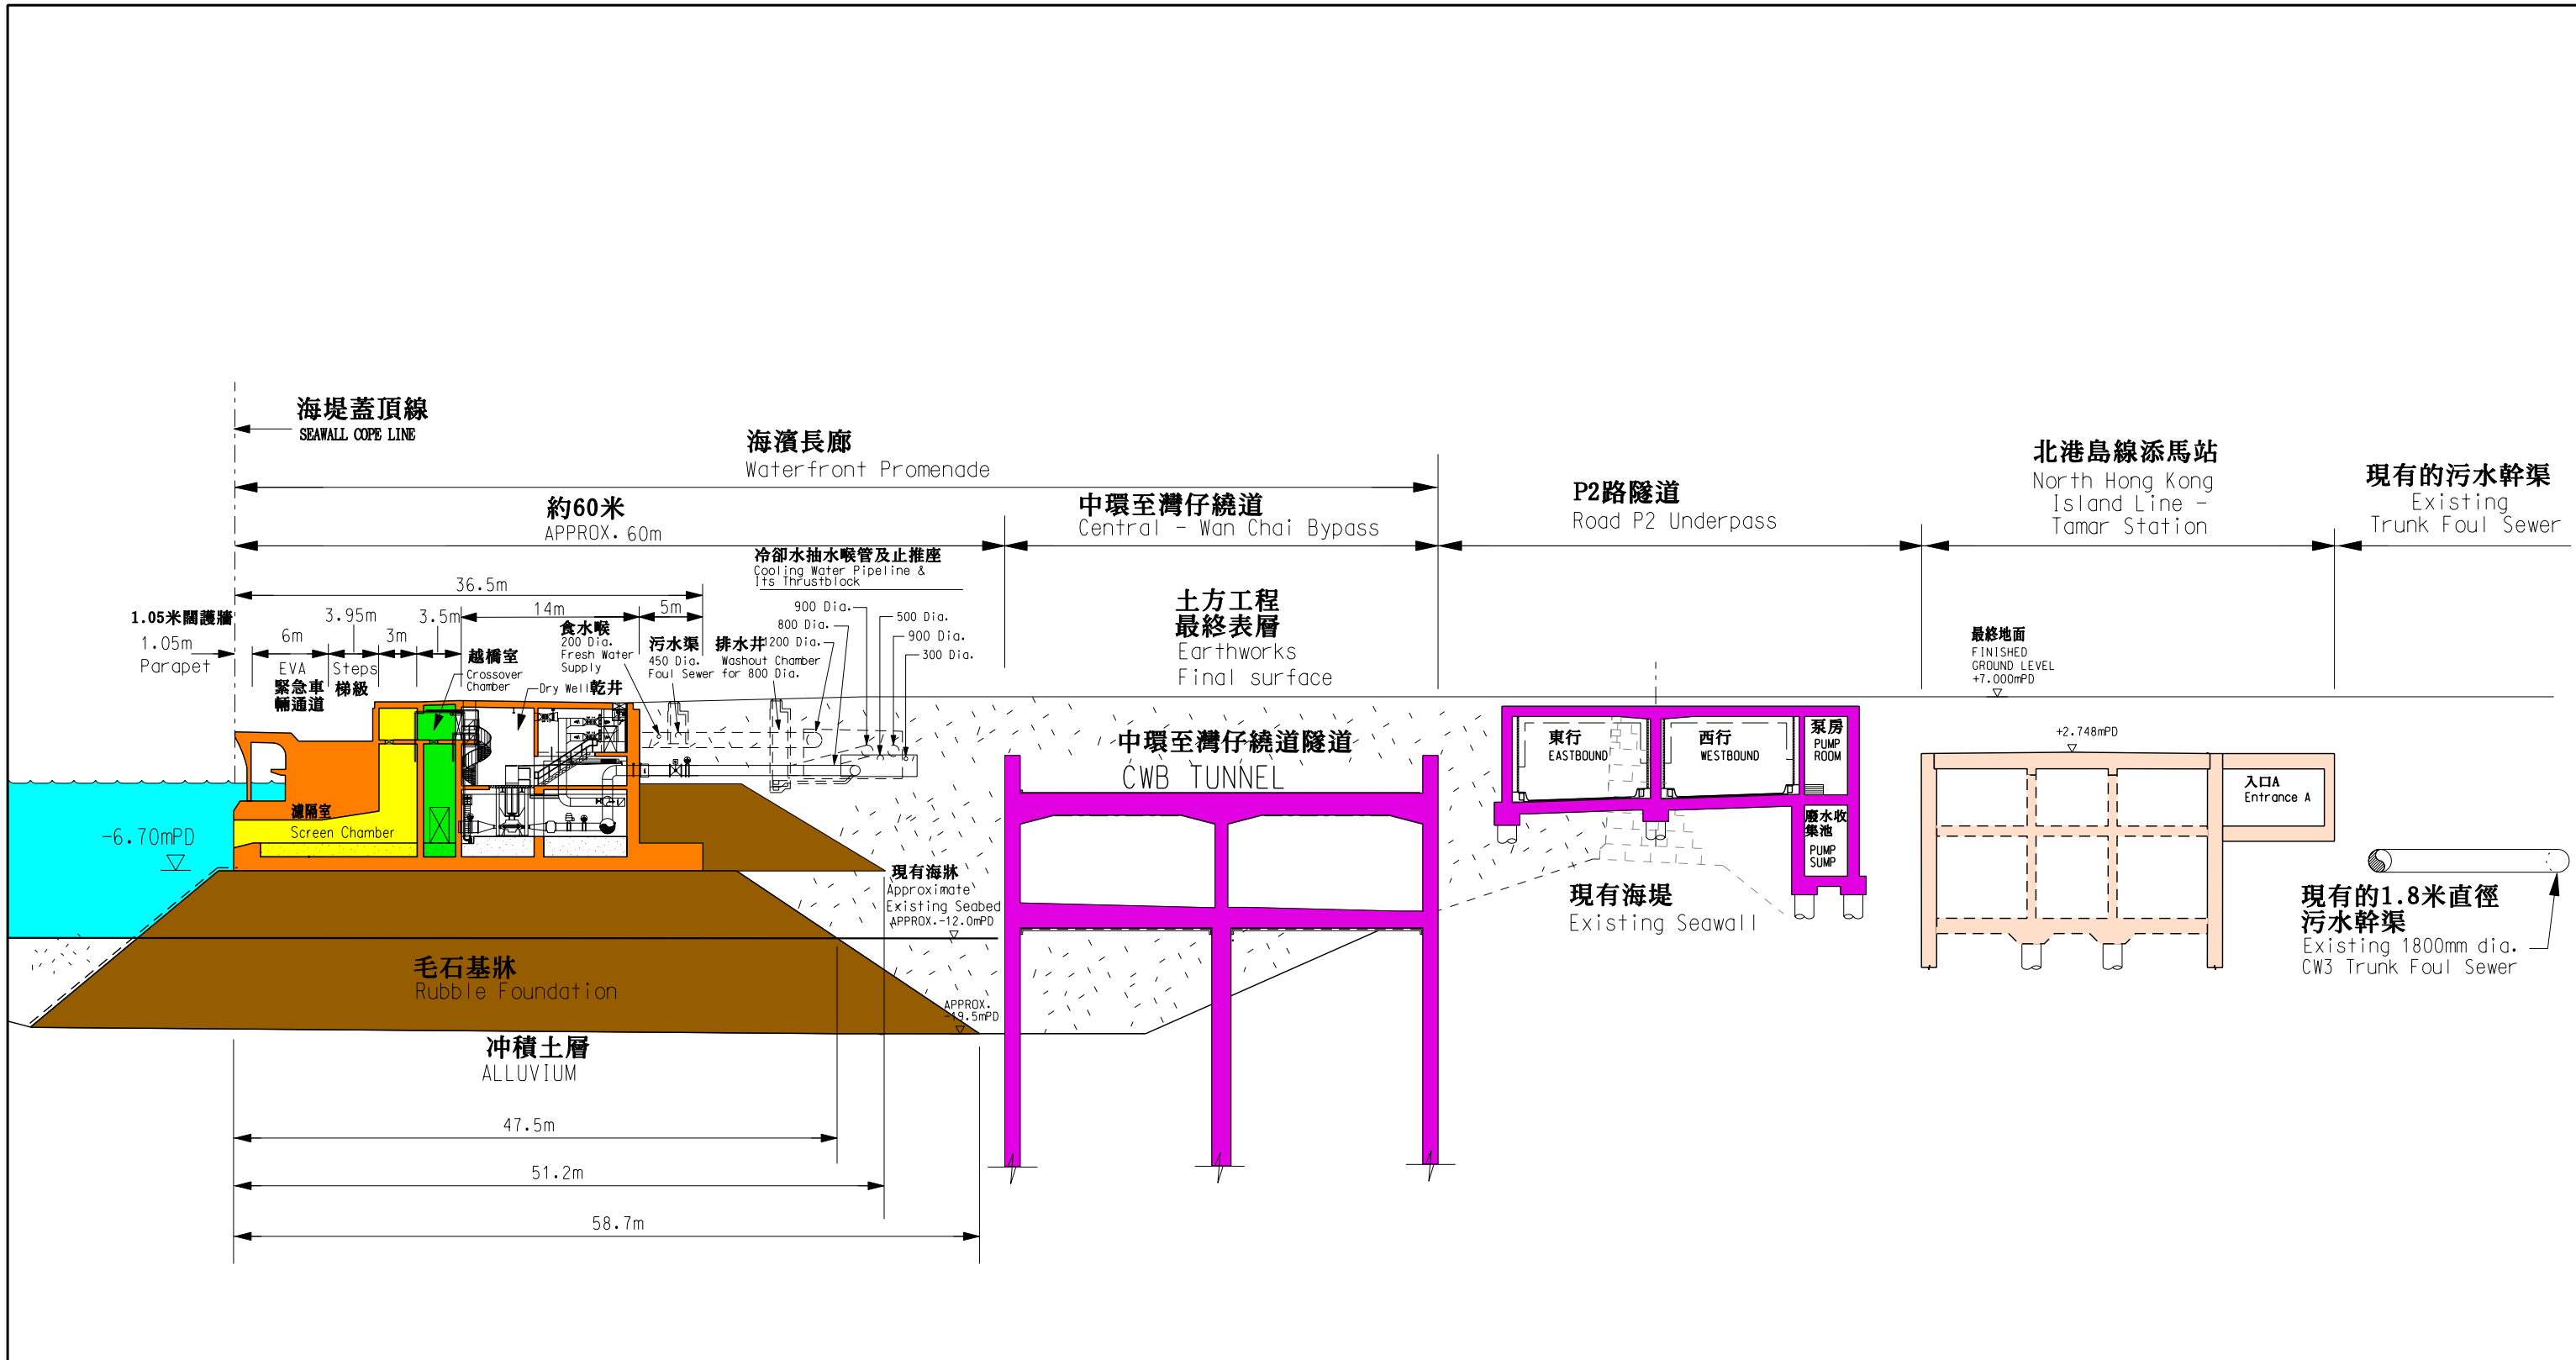 海堤蓋頂線
SEAWALL COPE LINE
海濱長廊
Waterfront Promenade
約60米
APPROX. 60m
中環至灣仔繞道
Central - Wan Chai Bypass
P2路隧道
Road P2 Underpass
北港島線添馬站
North Hong Kong
Island Line -
Tamar Station
現有的污水幹渠
Existing
Trunk Foul Sewer
冷卻水抽水喉管及止推座
Cooling Water Pipeline &
Its Thrustblock
36.5m
1.05米闊護牆
1.05m
Parapet
6m
EVA
緊急車
輛通道
3.95m
Steps
梯級
3m
3.5m
14m
5m
越橋室
Crossover
Chamber
Dry Well乾井
食水喉
200 Dia.
Fresh Water
Supply
污水渠
450 Dia.
Foul Sewer
排水井
Washout Chamber
for 800 Dia.
900 Dia.
800 Dia.
1200 Dia.
500 Dia.
900 Dia.
300 Dia.
土方工程
最終表層
Earthworks
Final surface
最終地面
FINISHED
GROUND LEVEL
+7.000mPD
中環至灣仔繞道隧道
CWB TUNNEL
東行
EASTBOUND
西行
WESTBOUND
泵房
PUMP
ROOM
廢水收
集池
PUMP
SUMP
+2.748mPD
入口A
Entrance A
濾隔室
Screen Chamber
-6.70mPD
現有海牀
Approximate
Existing Seabed
APPROX.-12.0mPD
現有海堤
Existing Seawall
現有的1.8米直徑
污水幹渠
Existing 1800mm dia.
CW3 Trunk Foul Sewer
毛石基牀
Rubble Foundation
APPROX.
-19.5mPD
冲積土層
ALLUVIUM
47.5m
51.2m
58.7m